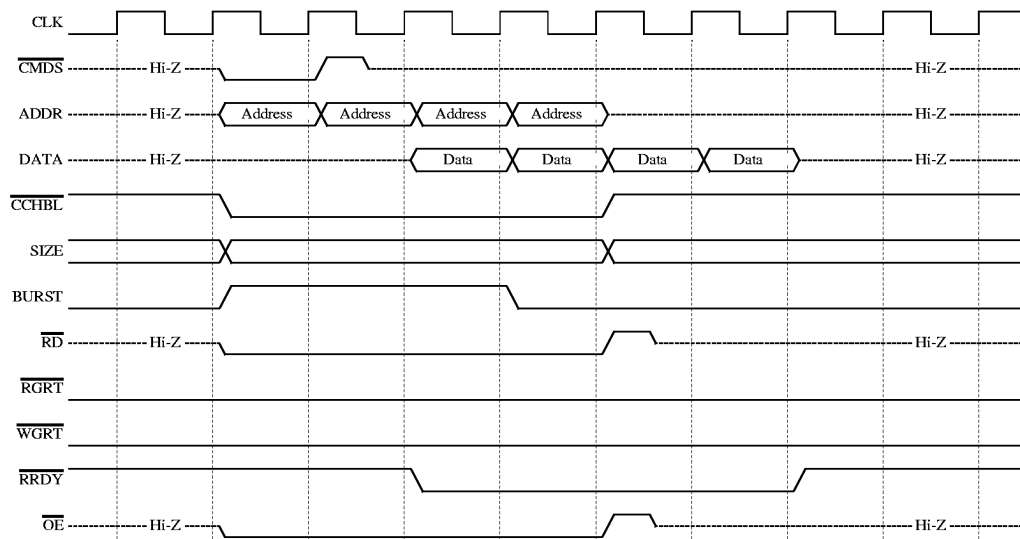 CLK
CMDS Hi-Z Hi-Z
ADDR Hi-Z Address Address Address Address Hi-Z
DATA Hi-Z Data Data Data Data Hi-Z
CCHBL
SIZE
BURST
RD Hi-Z Hi-Z
RGRT
WGRT
RRDY
OE Hi-Z Hi-Z